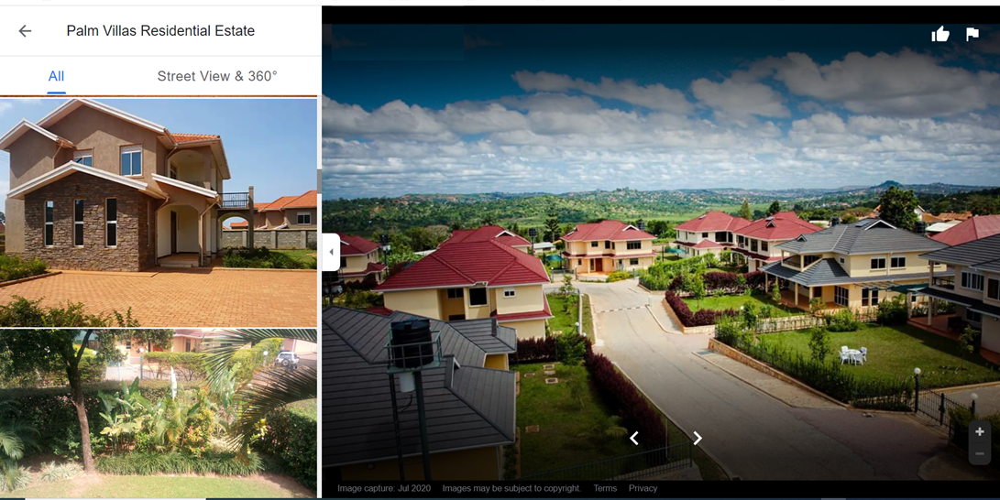 Palm Villas Residential Estate
All
Street View & 360°
Image capture: Jul 2020 Images may be subject to copyright. Terms Privacy